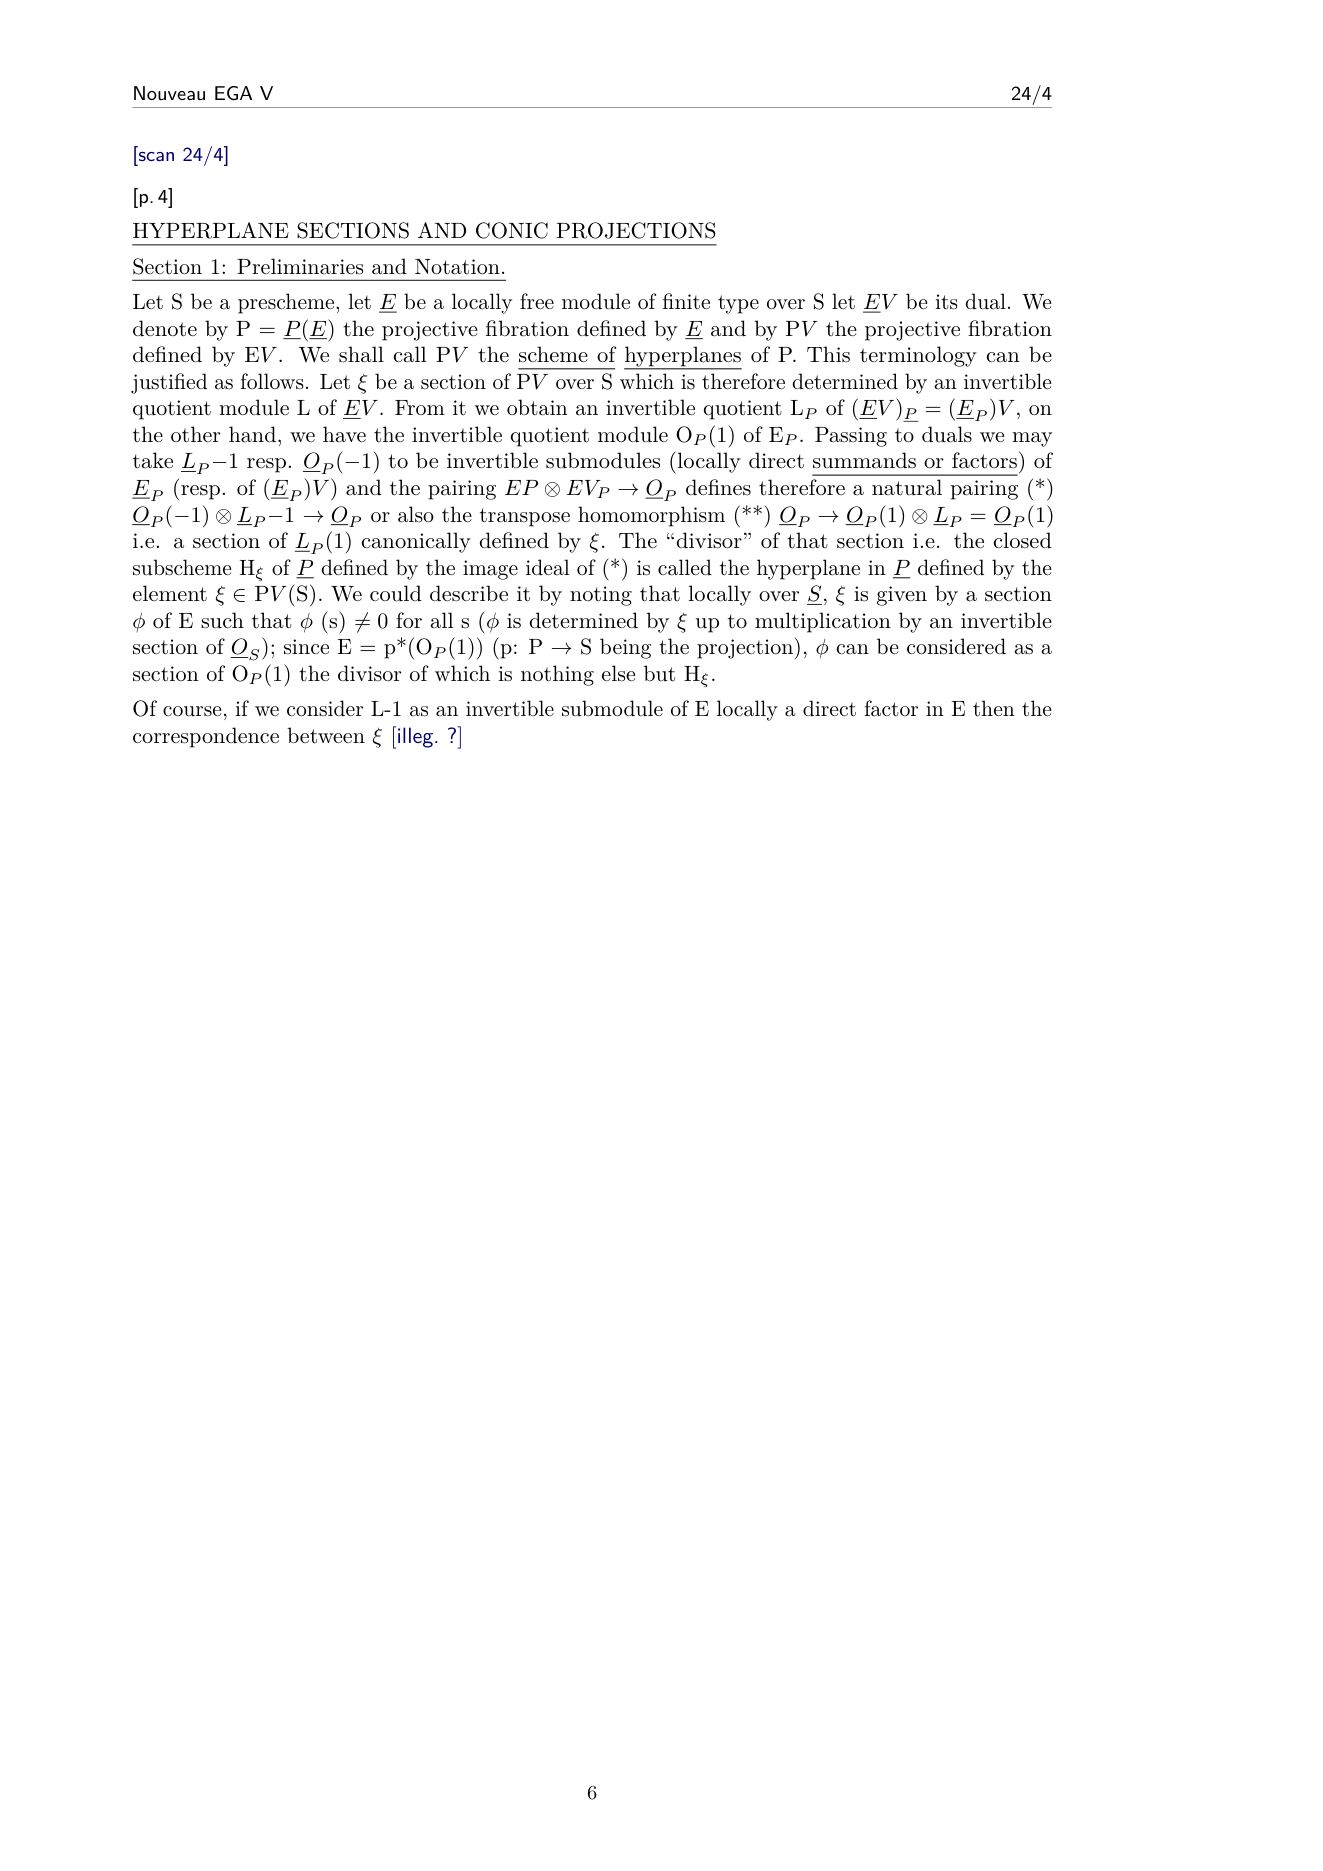 Nouveau EGA V 24/4
[scan 24/4]
[p. 4]
HYPERPLANE SECTIONS AND CONIC PROJECTIONS
Section 1: Preliminaries and Notation.
Let S be a prescheme, let E be a locally free module of finite type over S let EV be its dual. We
denote by P = P(E) the projective fibration defined by E and by PV the projective fibration
defined by EV. We shall call PV the scheme of hyperplanes of P. This terminology can be
justified as follows. Let ξ be a section of PV over S which is therefore determined by an invertible
quotient module L of EV. From it we obtain an invertible quotient L_P of (EV)_P = (E_P)V, on
the other hand, we have the invertible quotient module O_P(1) of E_P. Passing to duals we may
take L_P−1 resp. O_P(−1) to be invertible submodules (locally direct summands or factors) of
E_P (resp. of (E_P)V) and the pairing EP ⊗ EV_P → O_P defines therefore a natural pairing (*)
O_P(−1) ⊗ L_P−1 → O_P or also the transpose homomorphism (**) O_P → O_P(1) ⊗ L_P = O_P(1)
i.e. a section of L_P(1) canonically defined by ξ. The “divisor” of that section i.e. the closed
subscheme H_ξ of P defined by the image ideal of (*) is called the hyperplane in P defined by the
element ξ ∈ PV(S). We could describe it by noting that locally over S, ξ is given by a section
ϕ of E such that ϕ (s) ≠ 0 for all s (ϕ is determined by ξ up to multiplication by an invertible
section of O_S); since E = p*(O_P(1)) (p: P → S being the projection), ϕ can be considered as a
section of O_P(1) the divisor of which is nothing else but H_ξ.
Of course, if we consider L-1 as an invertible submodule of E locally a direct factor in E then the
correspondence between ξ [illeg. ?]
6